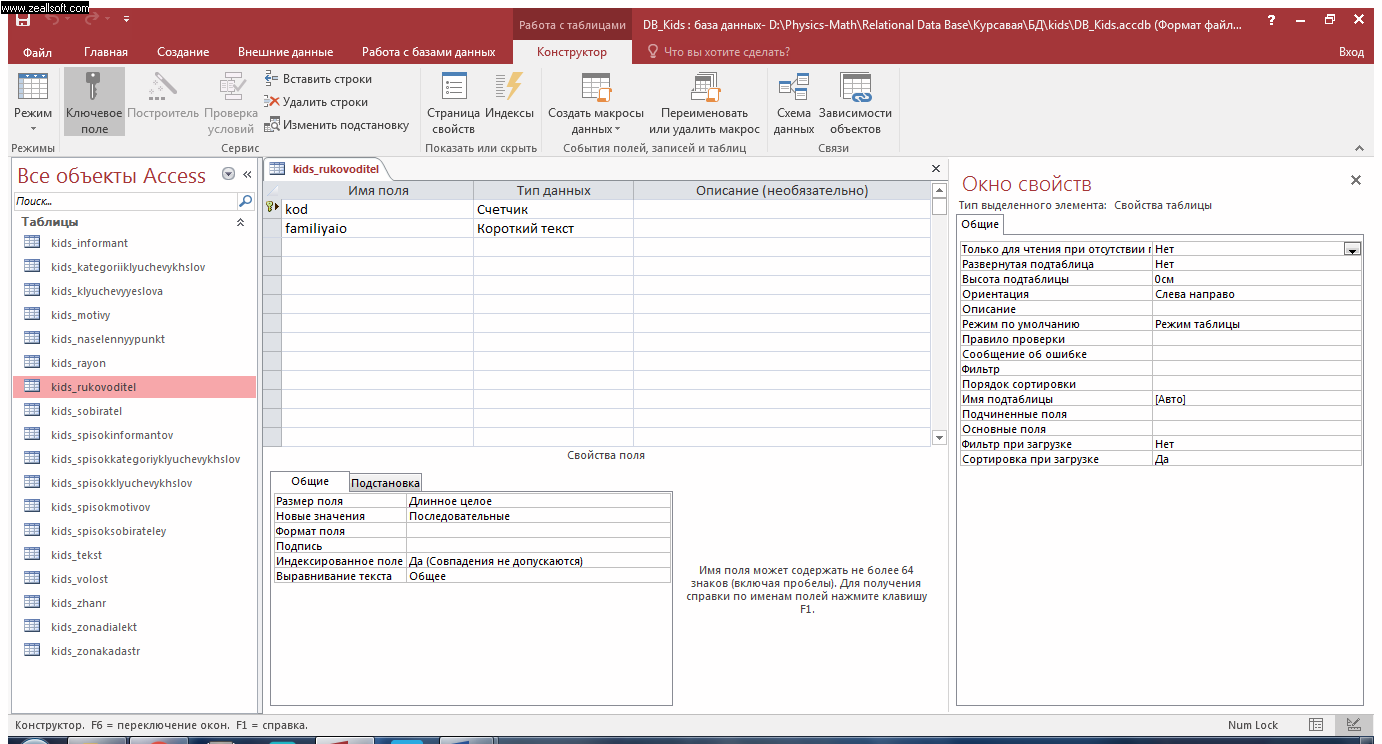 www.zeallsoft.com
Работа с таблицами
DB_Kids : база данных- D:\Physics-Math\Relational Data Base\Курсавая\БД\kids\DB_Kids.accdb (Формат файл...
?
Файл Главная Создание Внешние данные Работа с базами данных Конструктор Что вы хотите сделать? Вход
Режим
Ключевое поле
Построитель
Проверка условий
Вставить строки
Удалить строки
Изменить подстановку
Страница свойств
Индексы
Создать макросы данных
Переименовать или удалить макрос
Схема данных
Зависимости объектов
Режимы Сервис Показать или скрыть События полей, записей и таблиц Связи
Все объекты Access
Поиск...
Таблицы
kids_informant
kids_kategoriiklyuchevykhslov
kids_klyuchevyyeslova
kids_motivy
kids_naselennyypunkt
kids_rayon
kids_rukovoditel
kids_sobiratel
kids_spisokinformantov
kids_spisokkategoriyklyuchevykhslov
kids_spisokklyuchevykhslov
kids_spisokmotivov
kids_spisoksobirateley
kids_tekst
kids_volost
kids_zhanr
kids_zonadialekt
kids_zonakadastr
kids_rukovoditel
Имя поля Тип данных Описание (необязательно)
kod Счетчик
familiyaio Короткий текст
Свойства поля
Общие Подстановка
Размер поля Длинное целое
Новые значения Последовательные
Формат поля
Подпись
Индексированное поле Да (Совпадения не допускаются)
Выравнивание текста Общее
Имя поля может содержать не более 64
знаков (включая пробелы). Для получения
справки по именам полей нажмите клавишу
F1.
Окно свойств
Тип выделенного элемента: Свойства таблицы
Общие
Только для чтения при отсутствии Нет
Развернутая подтаблица Нет
Высота подтаблицы 0см
Ориентация Слева направо
Описание
Режим по умолчанию Режим таблицы
Правило проверки
Сообщение об ошибке
Фильтр
Порядок сортировки
Имя подтаблицы [Авто]
Подчиненные поля
Основные поля
Фильтр при загрузке Нет
Сортировка при загрузке Да
Конструктор. F6 = переключение окон. F1 = справка.
Num Lock